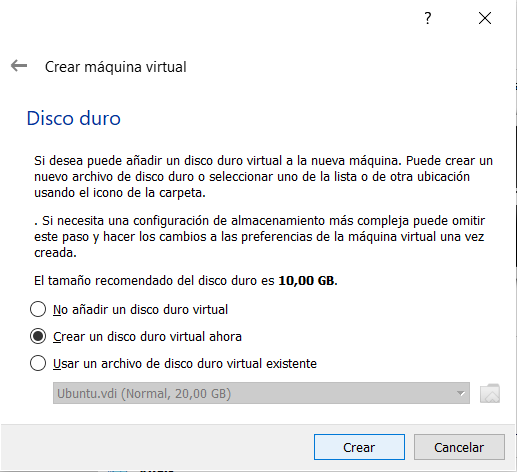 ?
Crear máquina virtual
Disco duro
Si desea puede añadir un disco duro virtual a la nueva máquina. Puede crear un
nuevo archivo de disco duro o seleccionar uno de la lista o de otra ubicación
usando el icono de la carpeta.
. Si necesita una configuración de almacenamiento más compleja puede omitir
este paso y hacer los cambios a las preferencias de la máquina virtual una vez
creada.
El tamaño recomendado del disco duro es 10,00 GB.
No añadir un disco duro virtual
Crear un disco duro virtual ahora
Usar un archivo de disco duro virtual existente
Ubuntu.vdi (Normal, 20,00 GB)
Crear
Cancelar